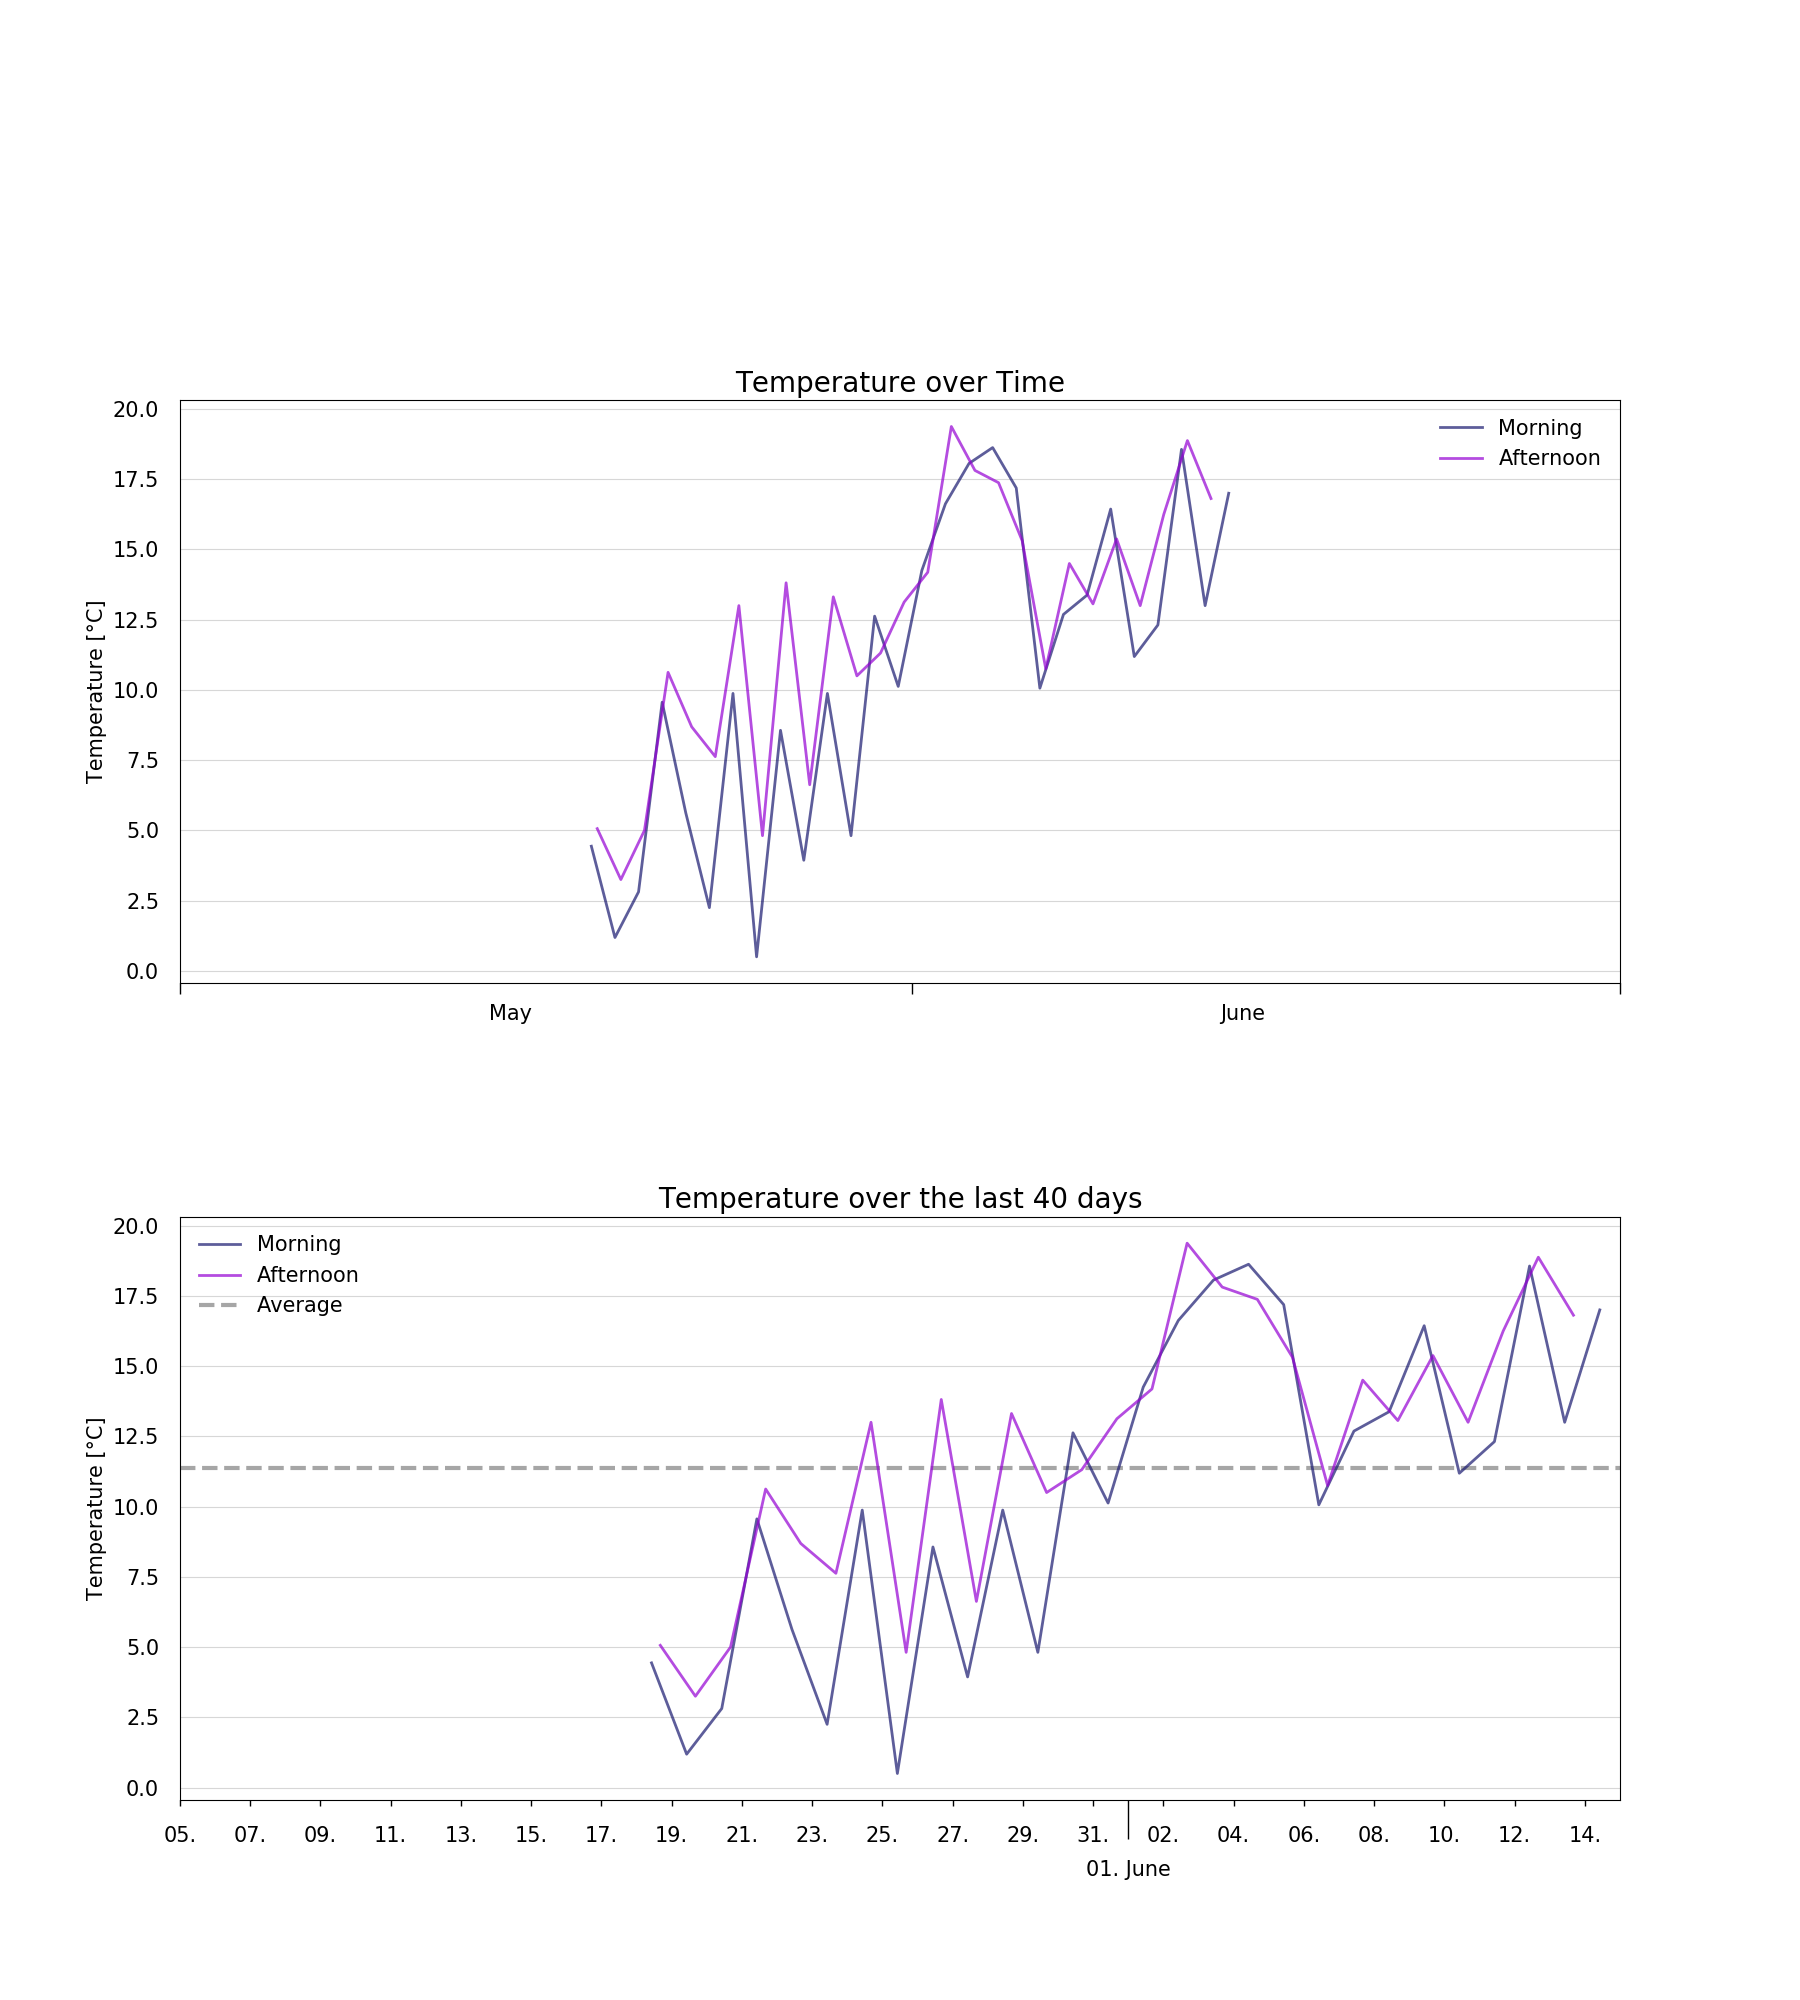 Temperature over Time
20.0
17.5
15.0
12.5
10.0
7.5
5.0
2.5
0.0
Temperature [°C]
Morning
Afternoon
May June
Temperature over the last 40 days
20.0
17.5
15.0
12.5
10.0
7.5
5.0
2.5
0.0
Temperature [°C]
Morning
Afternoon
Average
05. 07. 09. 11. 13. 15. 17. 19. 21. 23. 25. 27. 29. 31. 02. 04. 06. 08. 10. 12. 14.
01. June